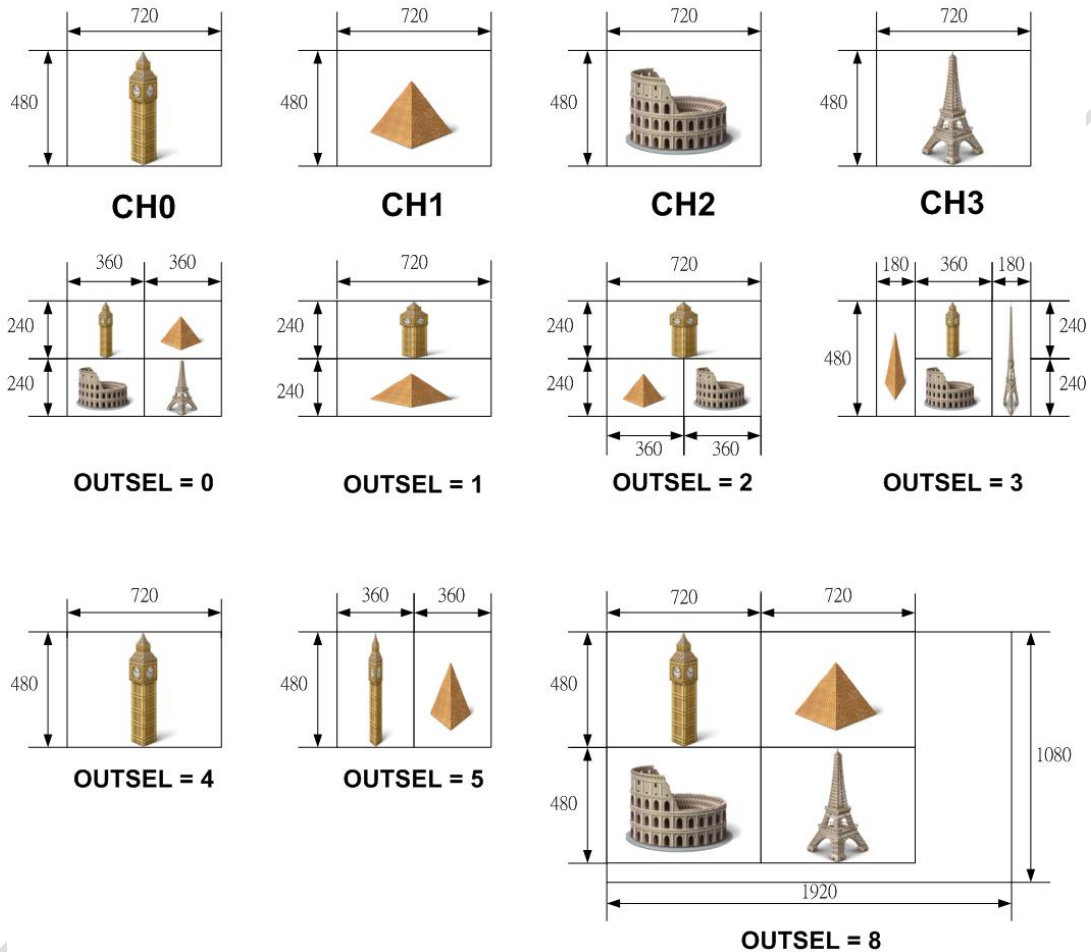 720 720 720 720
480 480 480 480
CH0 CH1 CH2 CH3
360 360 720 720 180 360 180
240 240 240 480 240
240 240 240 240
360 360
OUTSEL = 0 OUTSEL = 1 OUTSEL = 2 OUTSEL = 3
720 360 360 720 720
480 480 480
OUTSEL = 4 OUTSEL = 5
1080
480
1920
OUTSEL = 8